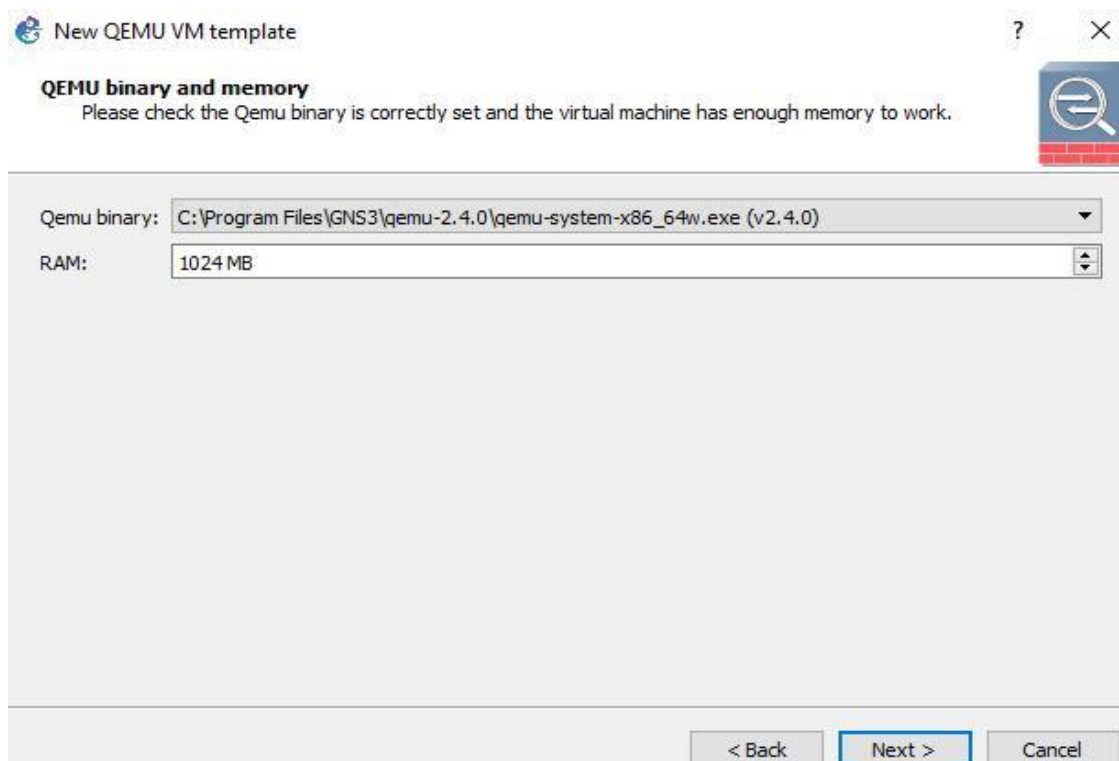 New QEMU VM template
?
QEMU binary and memory
Please check the Qemu binary is correctly set and the virtual machine has enough memory to work.
Qemu binary: C:\Program Files\GNS3\qemu-2.4.0\qemu-system-x86_64w.exe (v2.4.0)
RAM: 1024 MB
< Back Next > Cancel